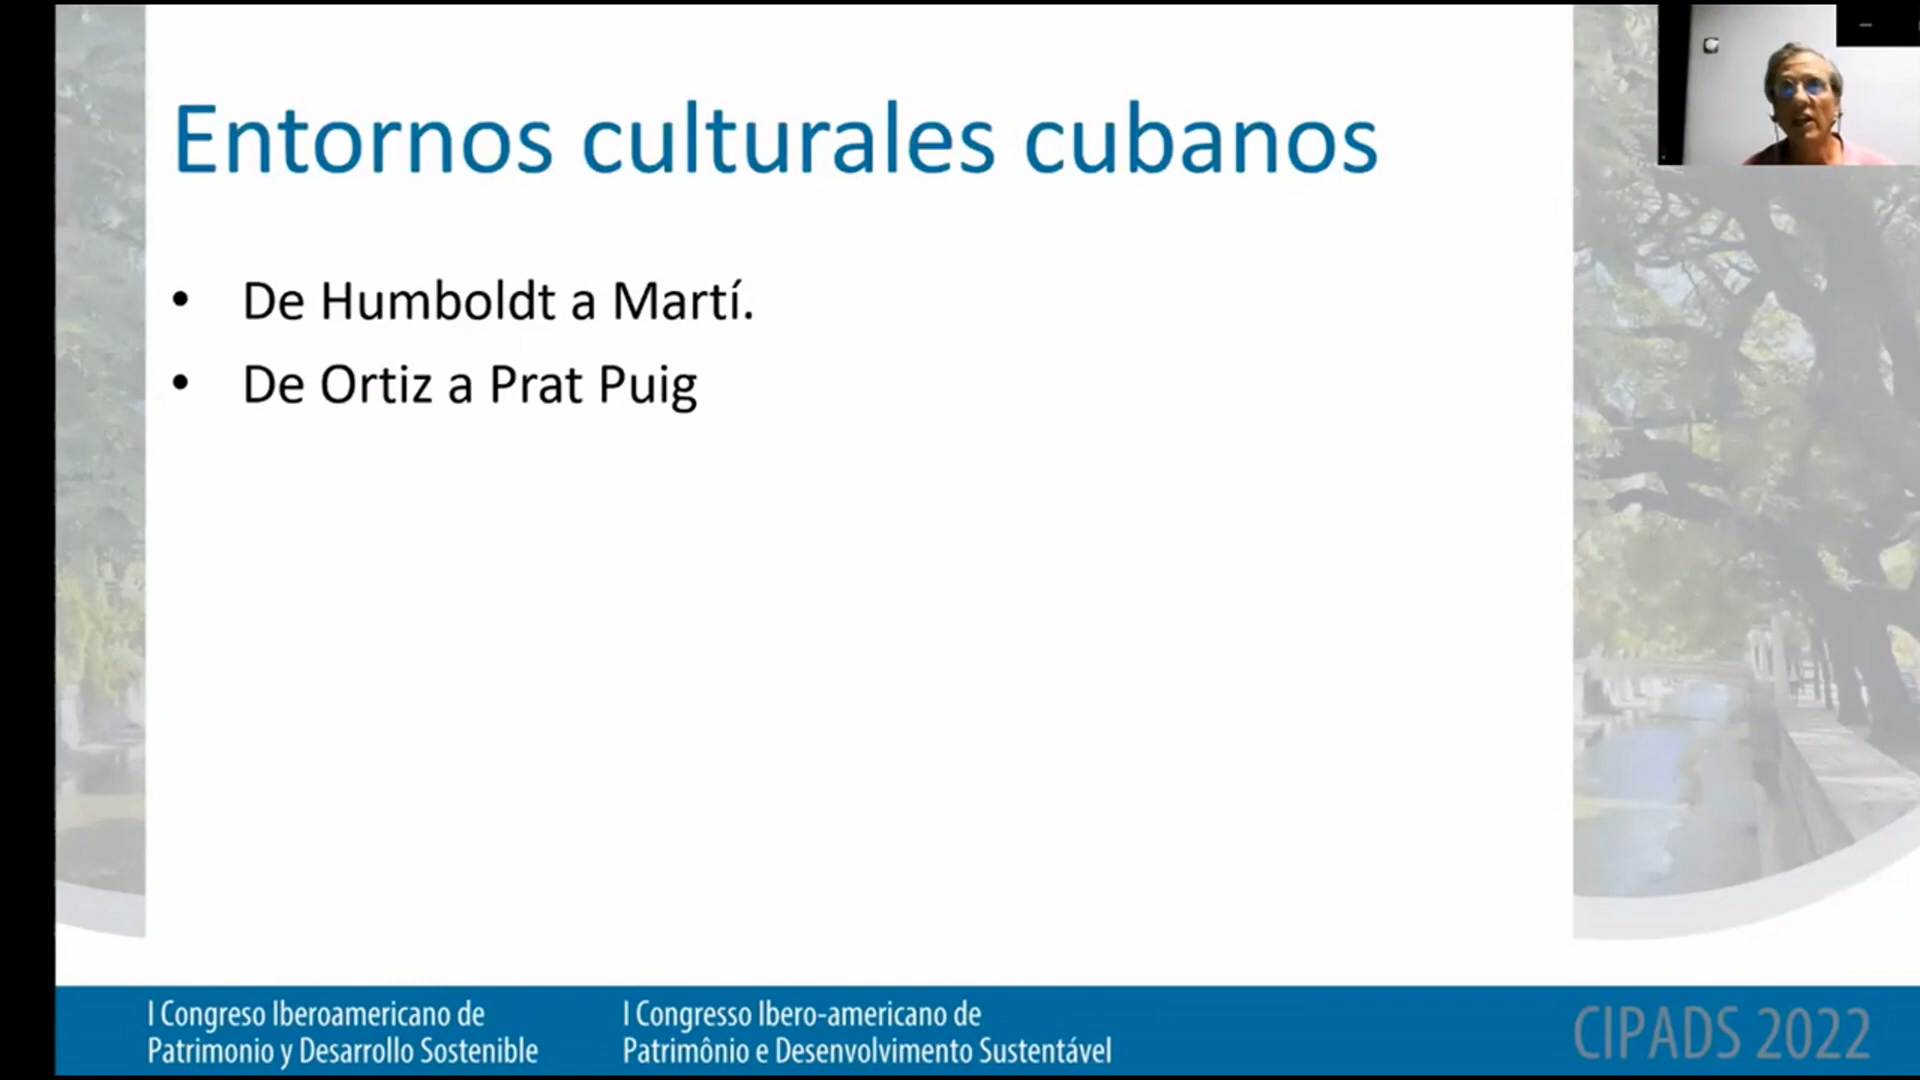 Entornos culturales cubanos
• De Humboldt a Martí.
• De Ortiz a Prat Puig
I Congreso Iberoamericano de
Patrimonio y Desarrollo Sostenible
I Congresso Ibero-americano de
Patrimônio e Desenvolvimento Sustentável
CIPADS 2022